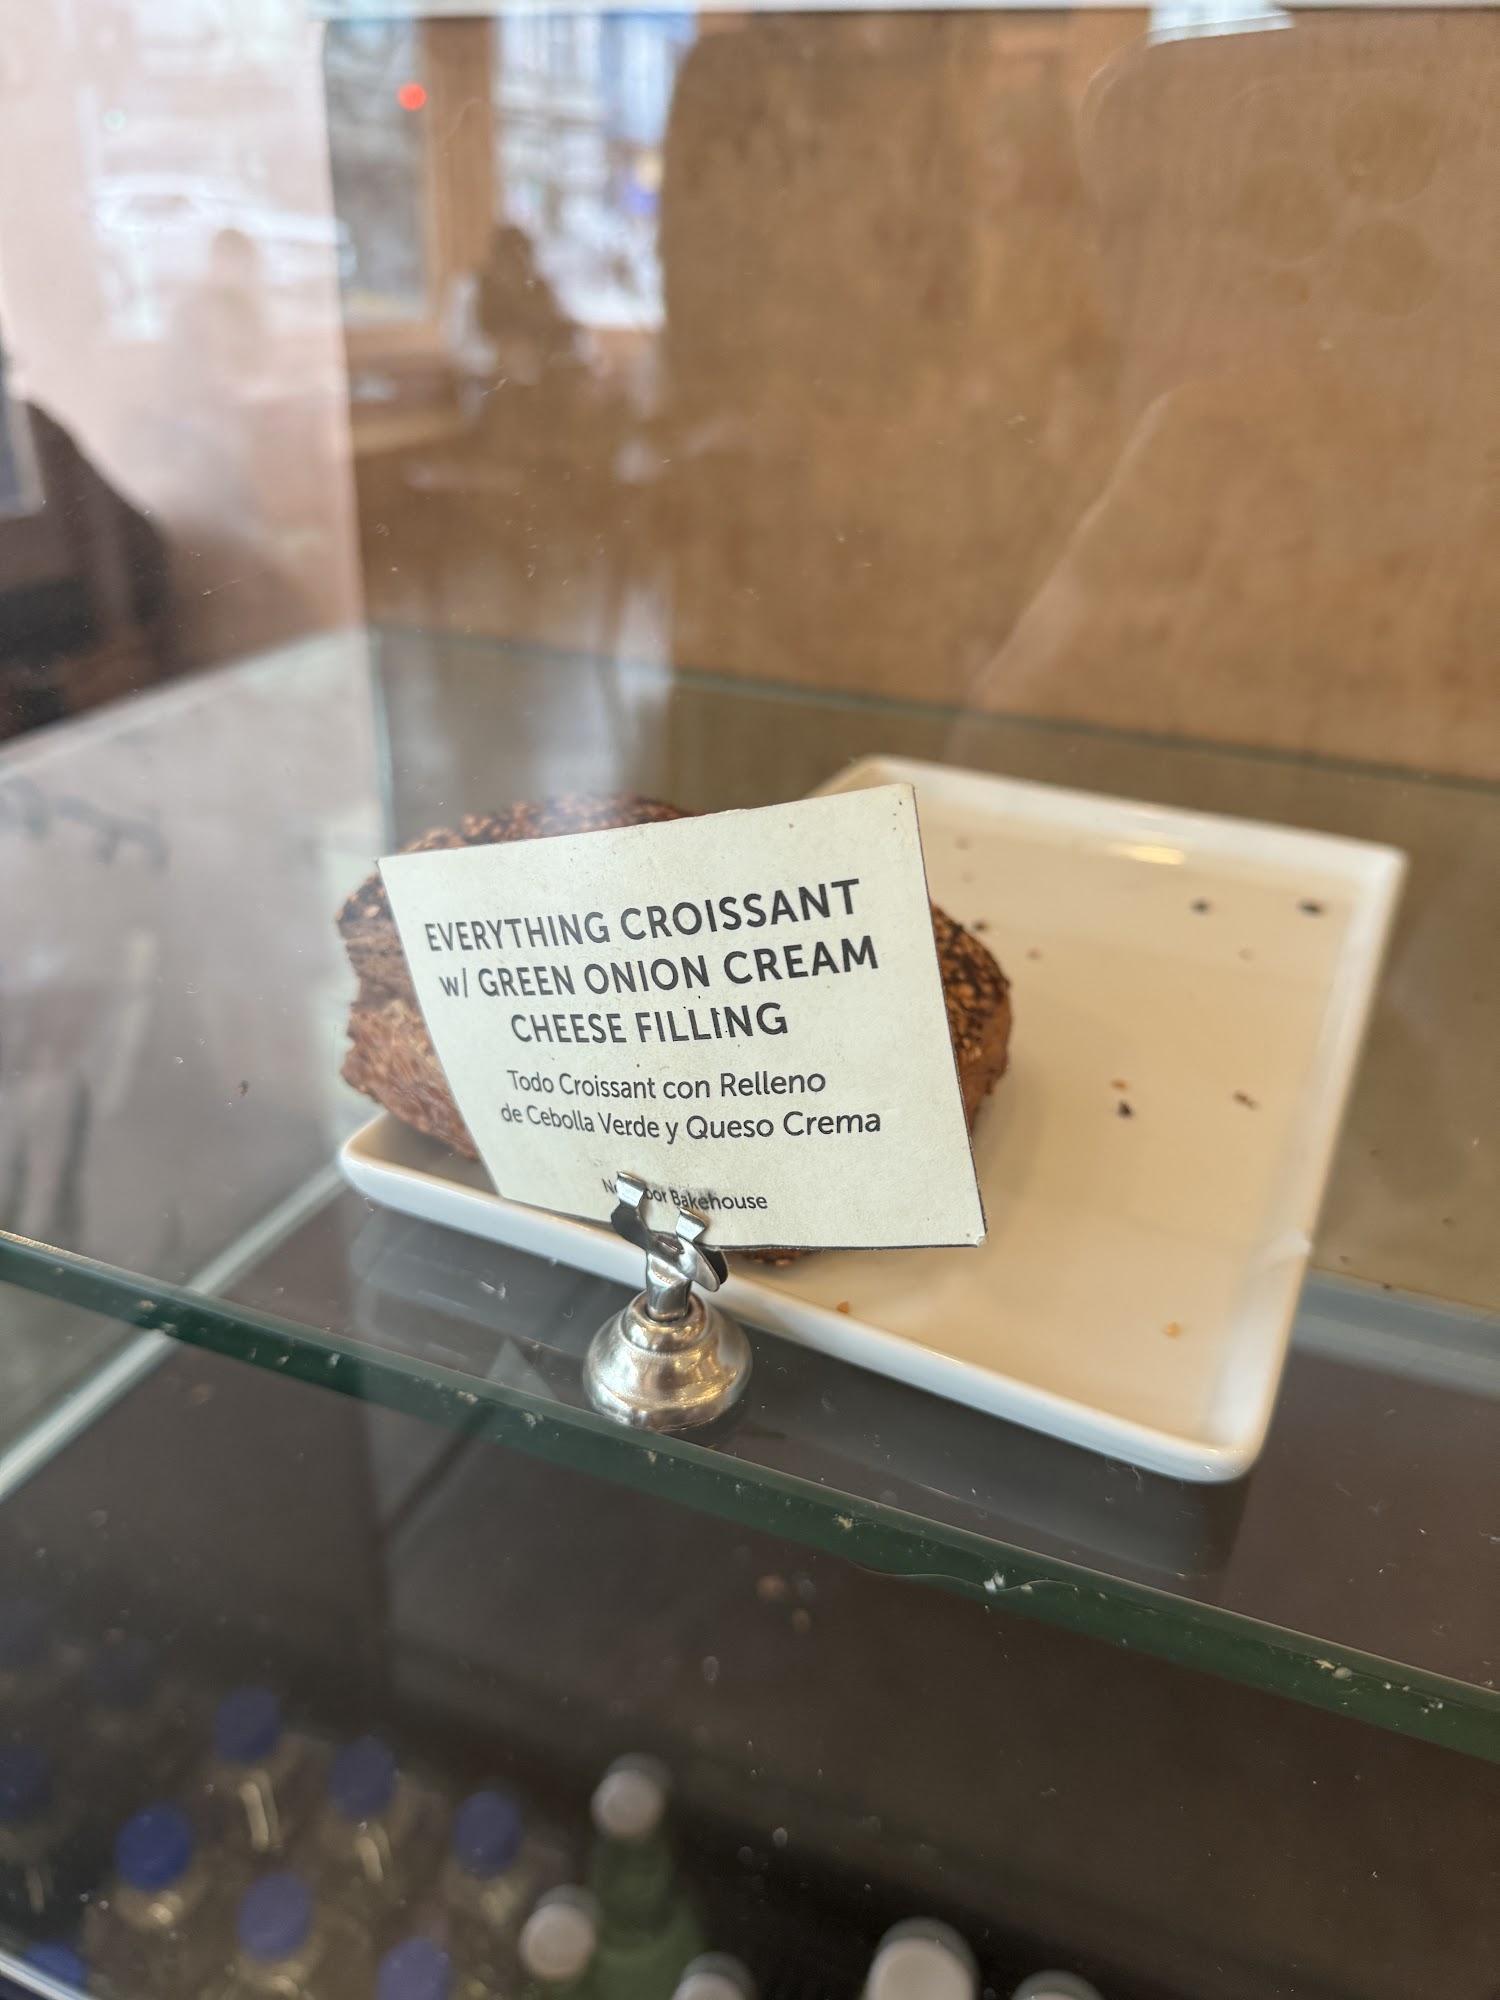 EVERYTHING CROISSANT
w/ GREEN ONION CREAM
CHEESE FILLING
Todo Croissant con Relleno
de Cebolla Verde y Queso Crema
Bakehouse